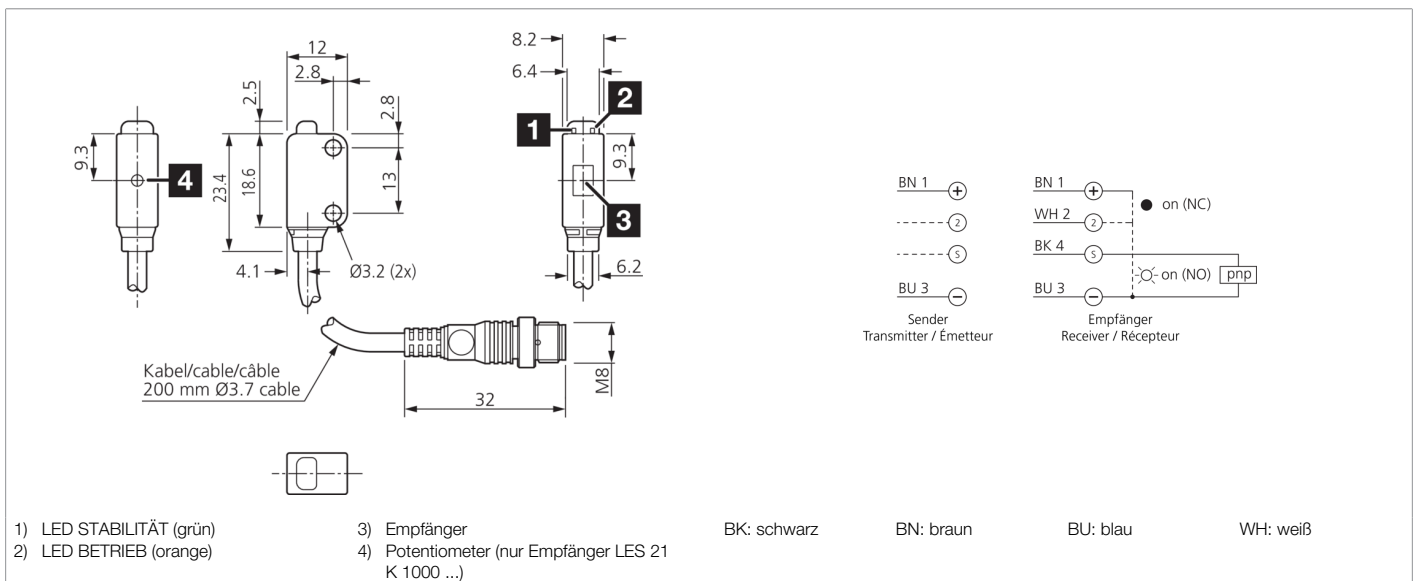 12
2.8
2.5
2.8
9.3
4
23.4
18.6
13
4.1
Ø3.2 (2x)
8.2
6.4
1
2
9.3
3
6.2
Kabel/cable/câble
200 mm Ø3.7 cable
32
M8
BN 1
+
2
S
BU 3
−
Sender
Transmitter / Émetteur
BN 1
+
on (NC)
WH 2
2
BK 4
S
on (NO)
pnp
BU 3
−
Empfänger
Receiver / Récepteur
1) LED STABILITÄT (grün)
2) LED BETRIEB (orange)
3) Empfänger
4) Potentiometer (nur Empfänger LES 21
K 1000 ...)
BK: schwarz
BN: braun
BU: blau
WH: weiß